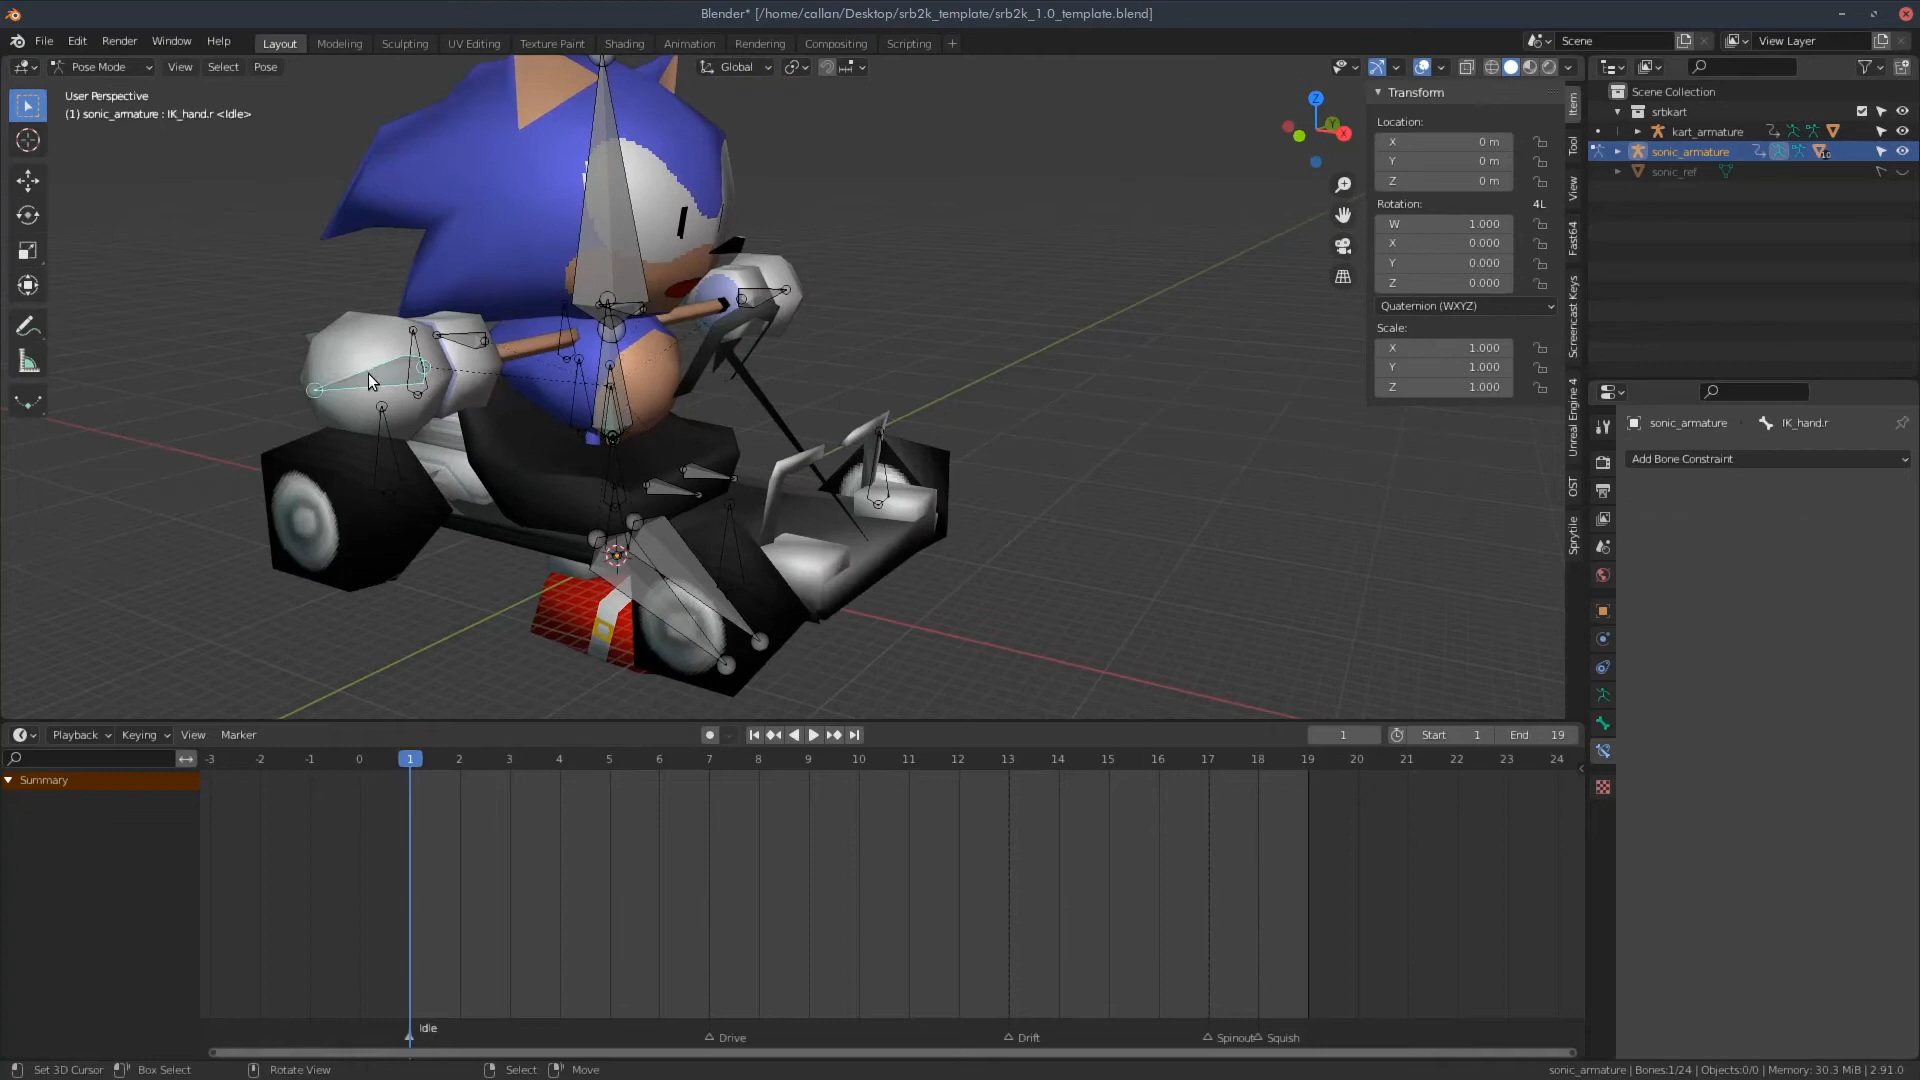 Blender* [/home/callan/Desktop/srb2k_template/srb2k_1.0_template.blend]
File Edit Render Window Help
Layout Modeling Sculpting UV Editing Texture Paint Shading Animation Rendering Compositing Scripting +
Scene
View Layer
Pose Mode View Select Pose
Global
User Perspective
(1) sonic_armature : IK_hand.r <Idle>
Z
Y
X
Transform
Location:
X 0 m
Y 0 m
Z 0 m
Rotation: 4L
W 1.000
X 0.000
Y 0.000
Z 0.000
Quaternion (WXYZ)
Scale:
X 1.000
Y 1.000
Z 1.000
Item
Tool
View
Fast64
Screencast Keys
Unreal Engine 4
OST
Sprytile
Scene Collection
srbkart
kart_armature
sonic_armature 10
sonic_ref
sonic_armature IK_hand.r
Add Bone Constraint
Playback Keying View Marker
1 Start 1 End 19
-3 -2 -1 0 1 2 3 4 5 6 7 8 9 10 11 12 13 14 15 16 17 18 19 20 21 22 23 24
Summary
Idle
Drive Drift Spinout Squish
Set 3D Cursor Box Select Rotate View Select Move
sonic_armature | Bones:1/24 | Objects:0/0 | Memory: 30.3 MiB | 2.91.0